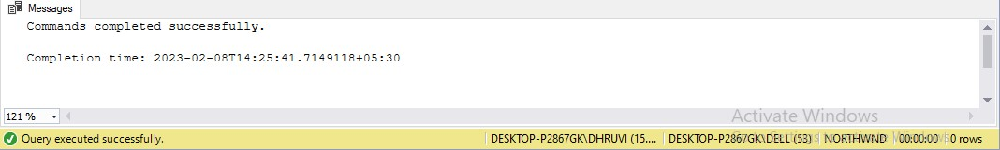 Messages
Commands completed successfully.
Completion time: 2023-02-08T14:25:41.7149118+05:30
121 %
Activate Windows
Query executed successfully.
DESKTOP-P2867GK\DHRUVI (15....
DESKTOP-P2867GK\DELL (53)
NORTHWND
00:00:00
0 rows